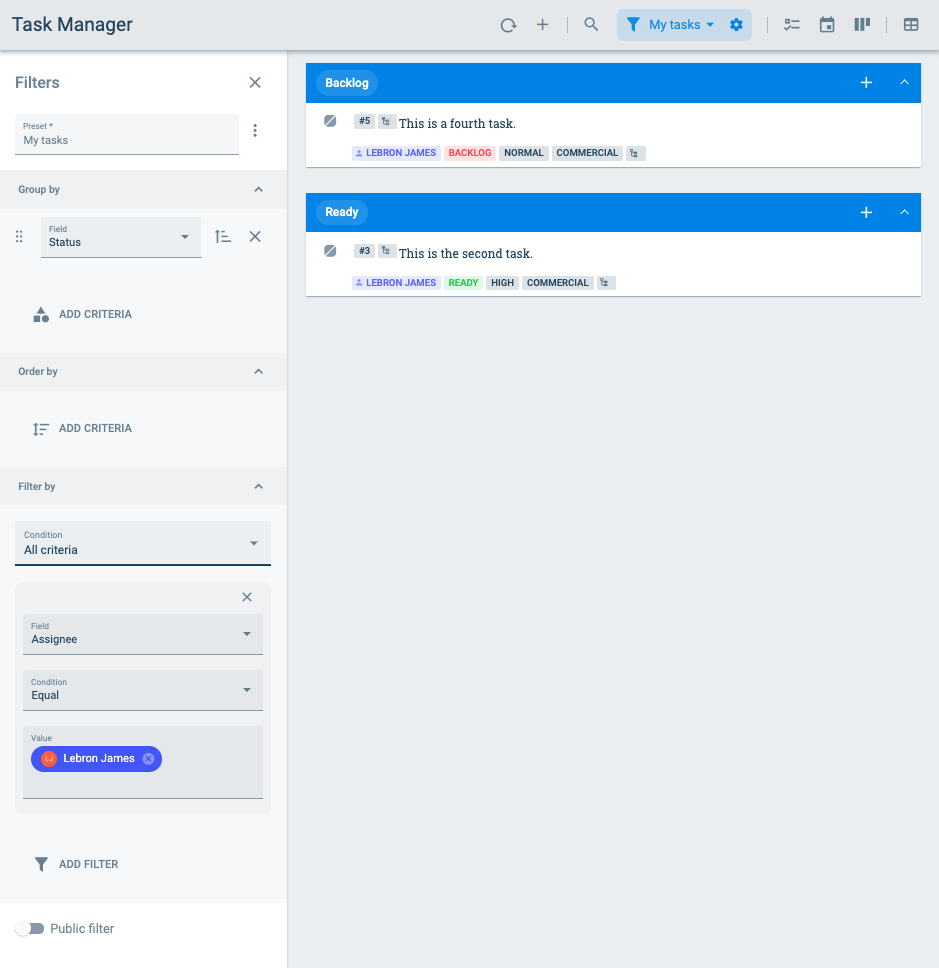 Task Manager
My tasks
Filters
Preset *
My tasks
Group by
Field
Status
ADD CRITERIA
Order by
ADD CRITERIA
Filter by
Condition
All criteria
Field
Assignee
Condition
Equal
Value
Lebron James
ADD FILTER
Public filter
Backlog
#5 This is a fourth task.
LEBRON JAMES BACKLOG NORMAL COMMERCIAL
Ready
#3 This is the second task.
LEBRON JAMES READY HIGH COMMERCIAL